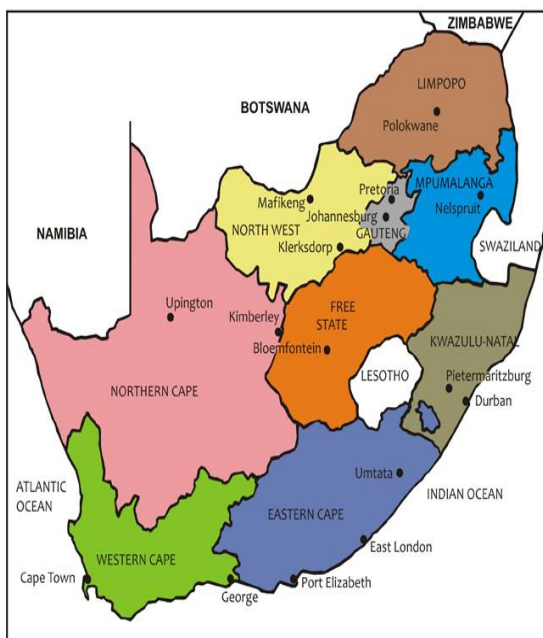 ZIMBABWE
LIMPOPO
Polokwane
BOTSWANA
MPUMALANGA
Pretoria
Nelspruit
Mafikeng
Johannesburg
NORTH WEST
GAUTENG
Klerksdorp
NAMIBIA
SWAZILAND
Upington
Kimberley
FREE
STATE
Bloemfontein
KWAZULU-NATAL
LESOTHO
Pietermaritzburg
Durban
NORTHERN CAPE
Umtata
ATLANTIC
OCEAN
INDIAN OCEAN
EASTERN CAPE
East London
WESTERN CAPE
Cape Town
George
Port Elizabeth